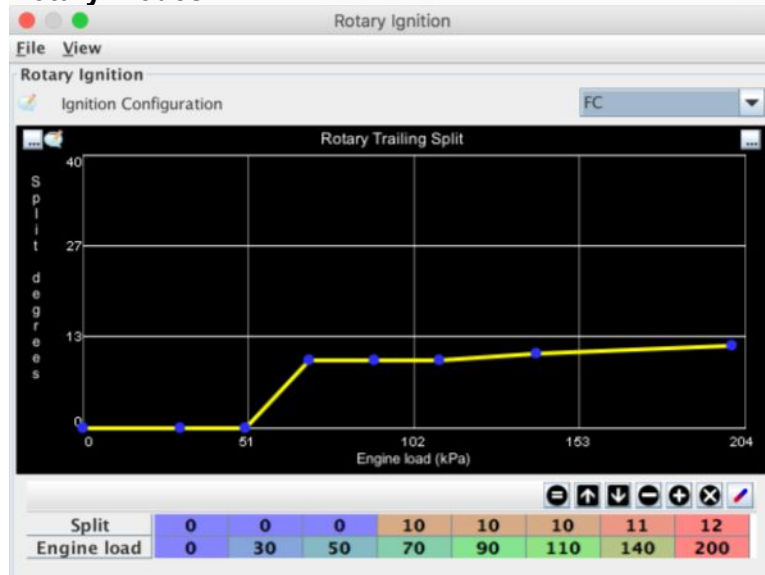 Rotary Ignition
File View
Rotary Ignition
Ignition Configuration FC
... Rotary Trailing Split ...
Split degrees
40
27
13
0
0 51 102 153 204
Engine load (kPa)
Split 0 0 0 10 10 10 11 12
Engine load 0 30 50 70 90 110 140 200